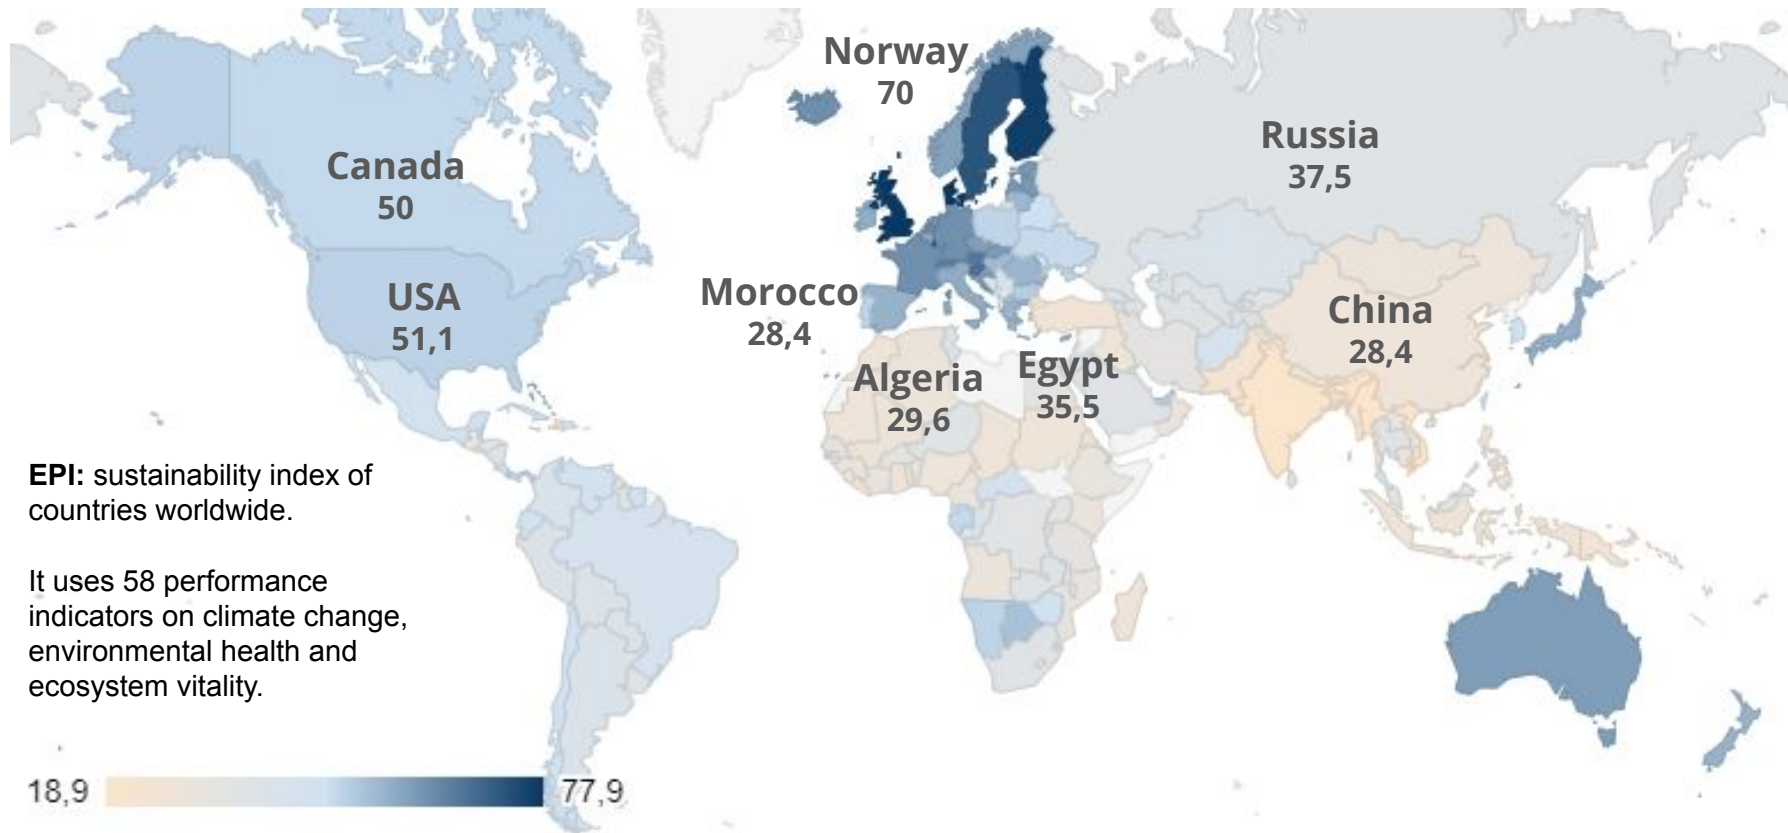 Norway
70
Canada
50
Russia
37,5
USA
51,1
Morocco
28,4
China
28,4
Algeria
29,6
Egypt
35,5
EPI: sustainability index of
countries worldwide.
It uses 58 performance
indicators on climate change,
environmental health and
ecosystem vitality.
18,9
77,9